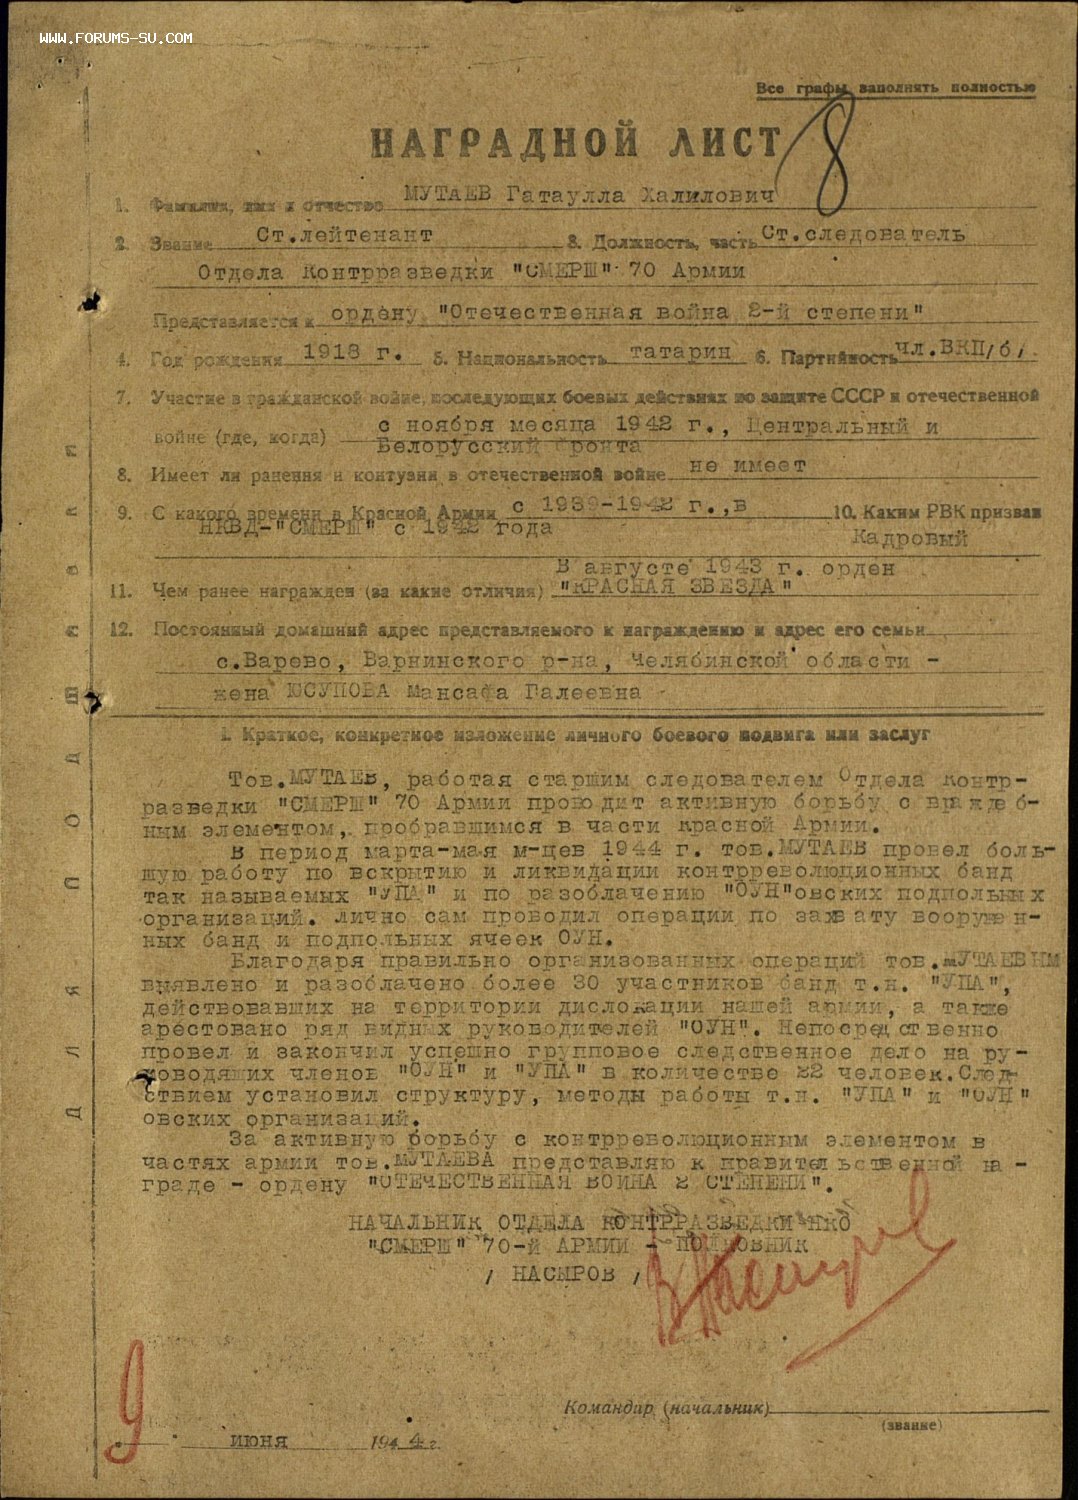 WWW.FORUMS-SU.COM
Все графы заполнять полностью
НАГРАДНОЙ ЛИСТ
8
1. Фамилия, имя и отчество МУТАЕВ Гатаулла Халилович
2. Звание Ст.лейтенант 3. Должность, часть Ст.следователь
Отдела Контрразведки "СМЕРШ" 70 Армии
Представляется к ордену "Отечественная война 2-й степени"
4. Год рождения 1918 г. 5. Национальность татарин 6. Партийность чл.ВКП/б/
7. Участие в гражданской войне, последующих боевых действиях по защите СССР и отечественной
войне (где, когда) с ноября месяца 1942 г., Центральный и
Белорусский фронта
8. Имеет ли ранения и контузии в отечественной войне не имеет
9. С какого времени в Красной Армии с 1939-1942 г.,в 10. Каким РВК призван
НКВД-"СМЕРШ" с 1942 года Кадровый
В августе 1943 г. орден
11. Чем ранее награжден (за какие отличия) "КРАСНАЯ ЗВЕЗДА"
12. Постоянный домашний адрес представляемого к награждению и адрес его семьи
с.Варево, Варнинского р-на, Челябинской области -
жена ЮСУПОВА Мансафа Галеевна
I. Краткое, конкретное изложение личного боевого подвига или заслуг
Тов.МУТАЕВ, работая старшим следователем Отдела Контр-
разведки "СМЕРШ" 70 Армии проводит активную борьбу с враждеб-
ным элементом, пробравшимся в части Красной Армии.
В период марта-мая м-цев 1944 г. тов.МУТАЕВ провел боль-
шую работу по вскрытию и ликвидации контрреволюционных банд
так называемых "УПА" и по разоблачению "ОУН"овских подпольных
организаций. Лично сам проводил операции по захвату вооружен-
ных банд и подпольных ячеек ОУН.
Благодаря правильно организованных операций тов.МУТАЕВЫМ
выявлено и разоблачено более 30 участников банд т.н. "УПА",
действовавших на территории дислокации нашей армии, а также
арестовано ряд видных руководителей "ОУН". Непосредственно
провел и закончил успешно групповое следственное дело на ру-
ководящих членов "ОУН" и "УПА" в количестве 22 человек.След-
ствием установил структуру, методы работы т.н. "УПА" и "ОУН"
овских организаций.
За активную борьбу с контрреволюционным элементом в
частях армии тов.МУТАЕВА представляю к правительственной на-
граде - ордену "ОТЕЧЕСТВЕННАЯ ВОЙНА 2 СТЕПЕНИ".
НАЧАЛЬНИК ОТДЕЛА КОНТРРАЗВЕДКИ НКО
"СМЕРШ" 70-й АРМИИ - ПОЛКОВНИК
/ НАСЫРОВ /
Командир (начальник)
(звание)
9 июня 1944 г.
Для подшивки